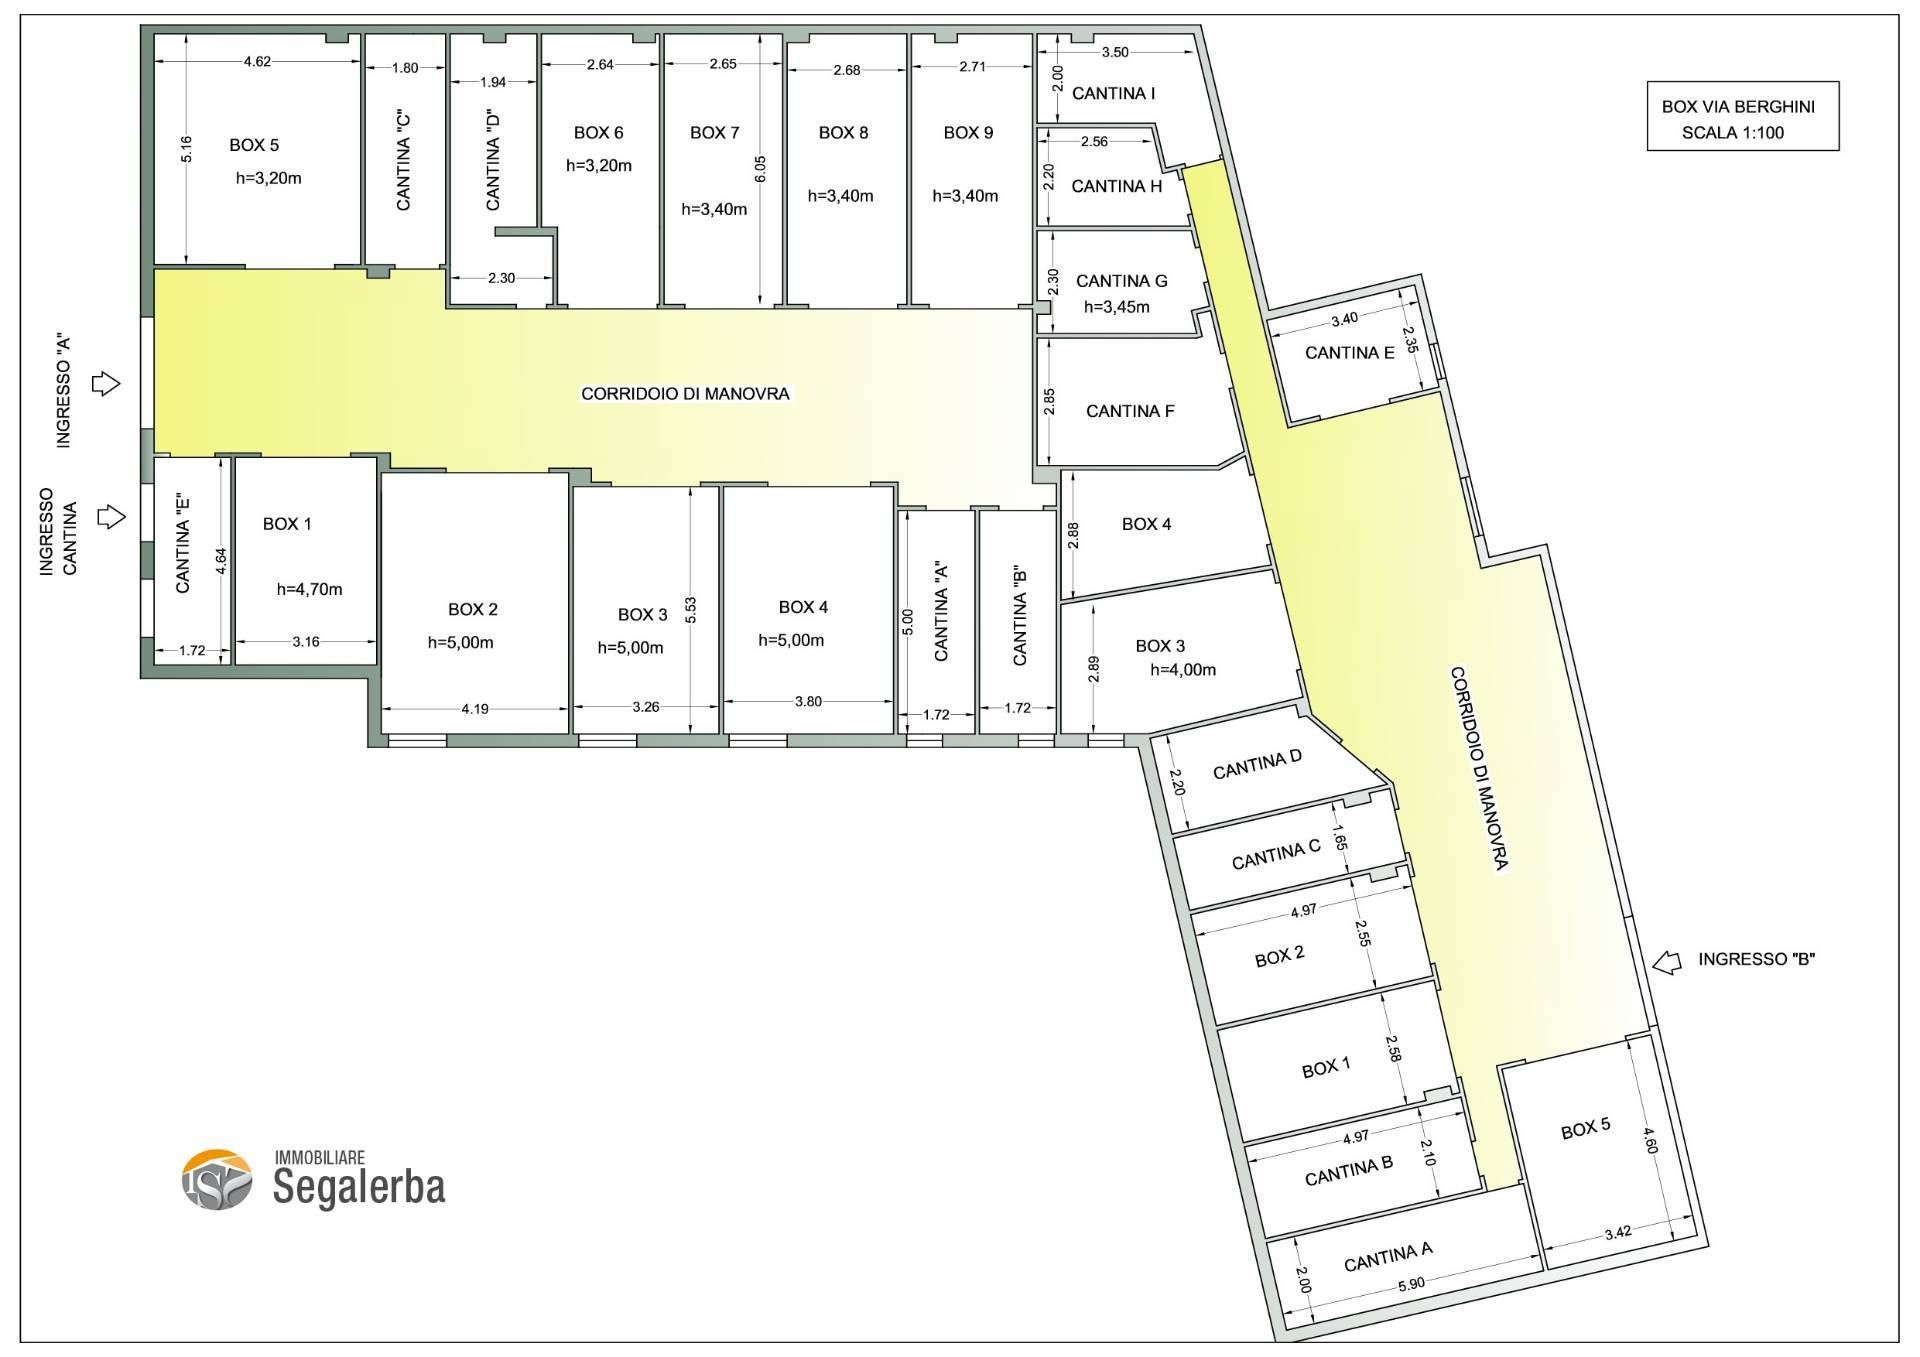 BOX VIA BERGHINI
SCALA 1:100
4.62
5.16
BOX 5
h=3,20m
1.80
CANTINA "C"
1.94
CANTINA "D"
2.30
2.64
BOX 6
h=3,20m
2.65
BOX 7
6.05
h=3,40m
2.68
BOX 8
h=3,40m
2.71
BOX 9
h=3,40m
3.50
2.00
CANTINA I
2.56
2.20
CANTINA H
2.30
CANTINA G
h=3,45m
2.85
CANTINA F
3.40
2.35
CANTINA E
INGRESSO "A"
CORRIDOIO DI MANOVRA
INGRESSO
CANTINA
CANTINA "E"
4.64
1.72
BOX 1
h=4,70m
3.16
BOX 2
h=5,00m
4.19
BOX 3
h=5,00m
5.53
3.26
BOX 4
h=5,00m
3.80
5.00
CANTINA "A"
1.72
CANTINA "B"
1.72
2.88
BOX 4
2.89
BOX 3
h=4,00m
CORRIDOIO DI MANOVRA
2.20
CANTINA D
CANTINA C
1.65
4.97
2.55
BOX 2
INGRESSO "B"
2.58
BOX 1
4.97
2.10
CANTINA B
BOX 5
4.60
3.42
CANTINA A
2.00
5.90
IMMOBILIARE
Segalerba